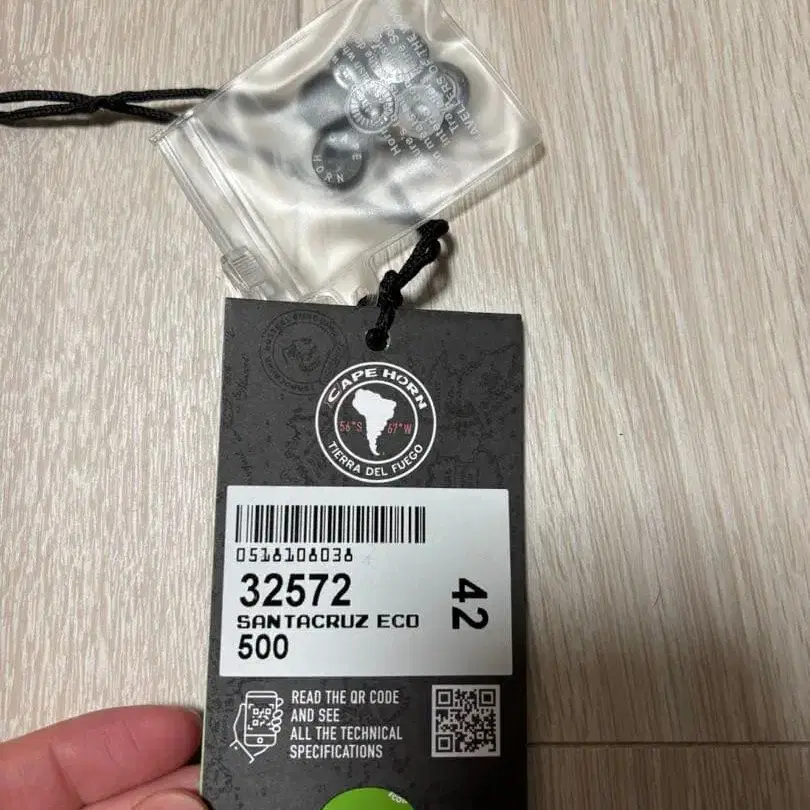 HORN
CAPE HORN
56°S 67°W
TIERRA DEL FUEGO
0518108038
32572
SANTACRUZ ECO
500
42
READ THE QR CODE
AND SEE
ALL THE TECHNICAL
SPECIFICATIONS